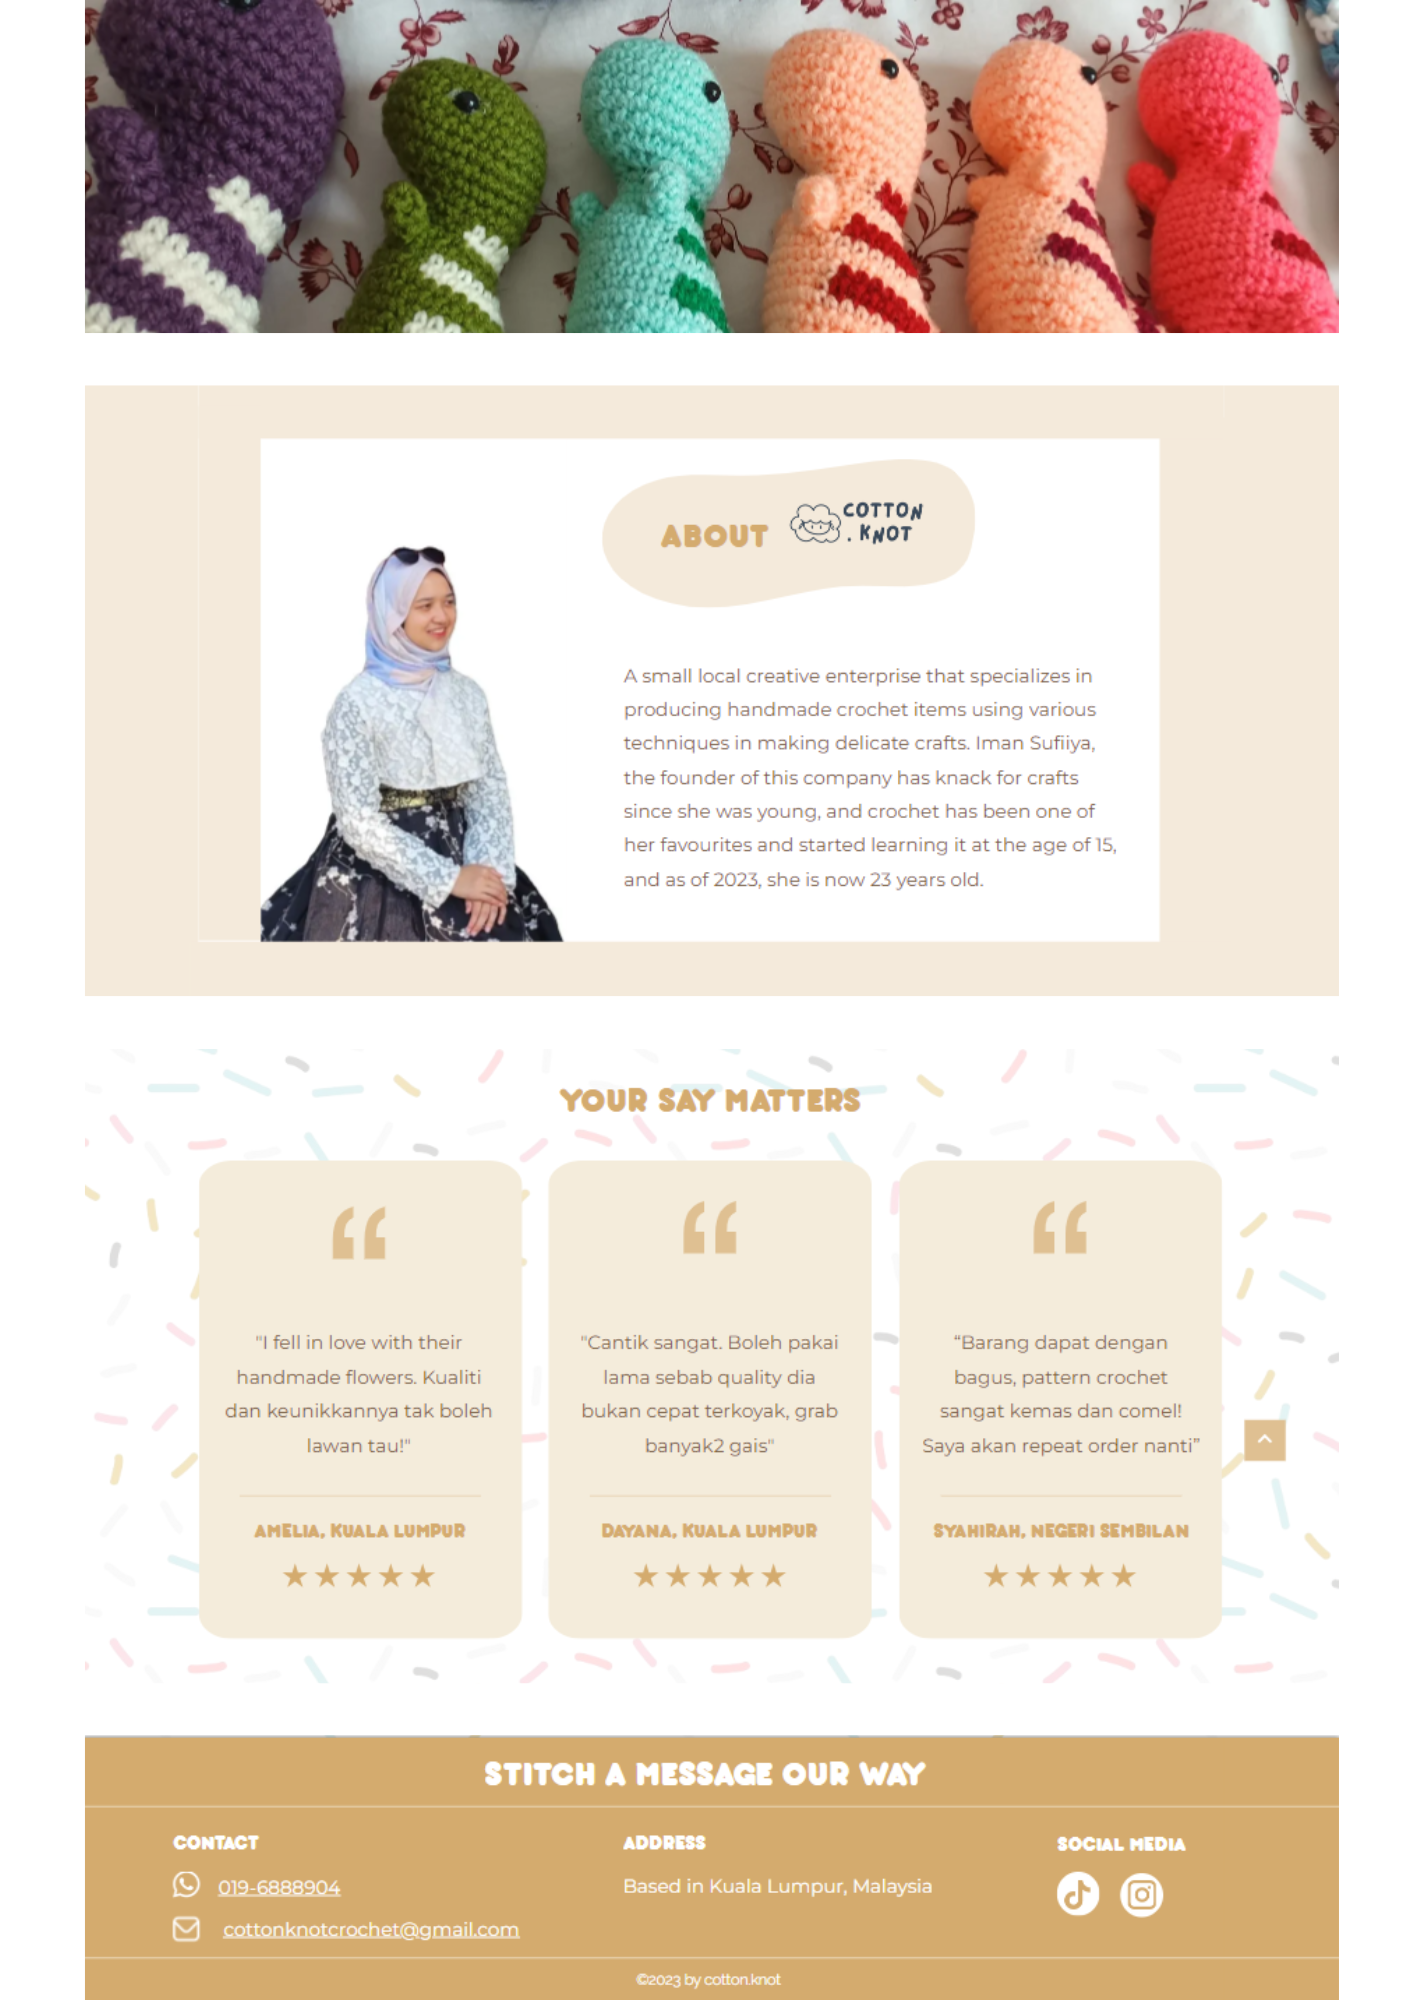 ABOUT
COTTON
. KNOT
A small local creative enterprise that specializes in
producing handmade crochet items using various
techniques in making delicate crafts. Iman Sufiiya,
the founder of this company has knack for crafts
since she was young, and crochet has been one of
her favourites and started learning it at the age of 15,
and as of 2023, she is now 23 years old.
YOUR SAY MATTERS
"I fell in love with their
handmade flowers. Kualiti
dan keunikkannya tak boleh
lawan tau!"
AMELIA, KUALA LUMPUR
"Cantik sangat. Boleh pakai
lama sebab quality dia
bukan cepat terkoyak, grab
banyak2 gais"
DAYANA, KUALA LUMPUR
“Barang dapat dengan
bagus, pattern crochet
sangat kemas dan comel!
Saya akan repeat order nanti”
SYAHIRAH, NEGERI SEMBILAN
STITCH A MESSAGE OUR WAY
CONTACT
019-6888904
cottonknotcrochet@gmail.com
ADDRESS
Based in Kuala Lumpur, Malaysia
SOCIAL MEDIA
©2023 by cotton.knot